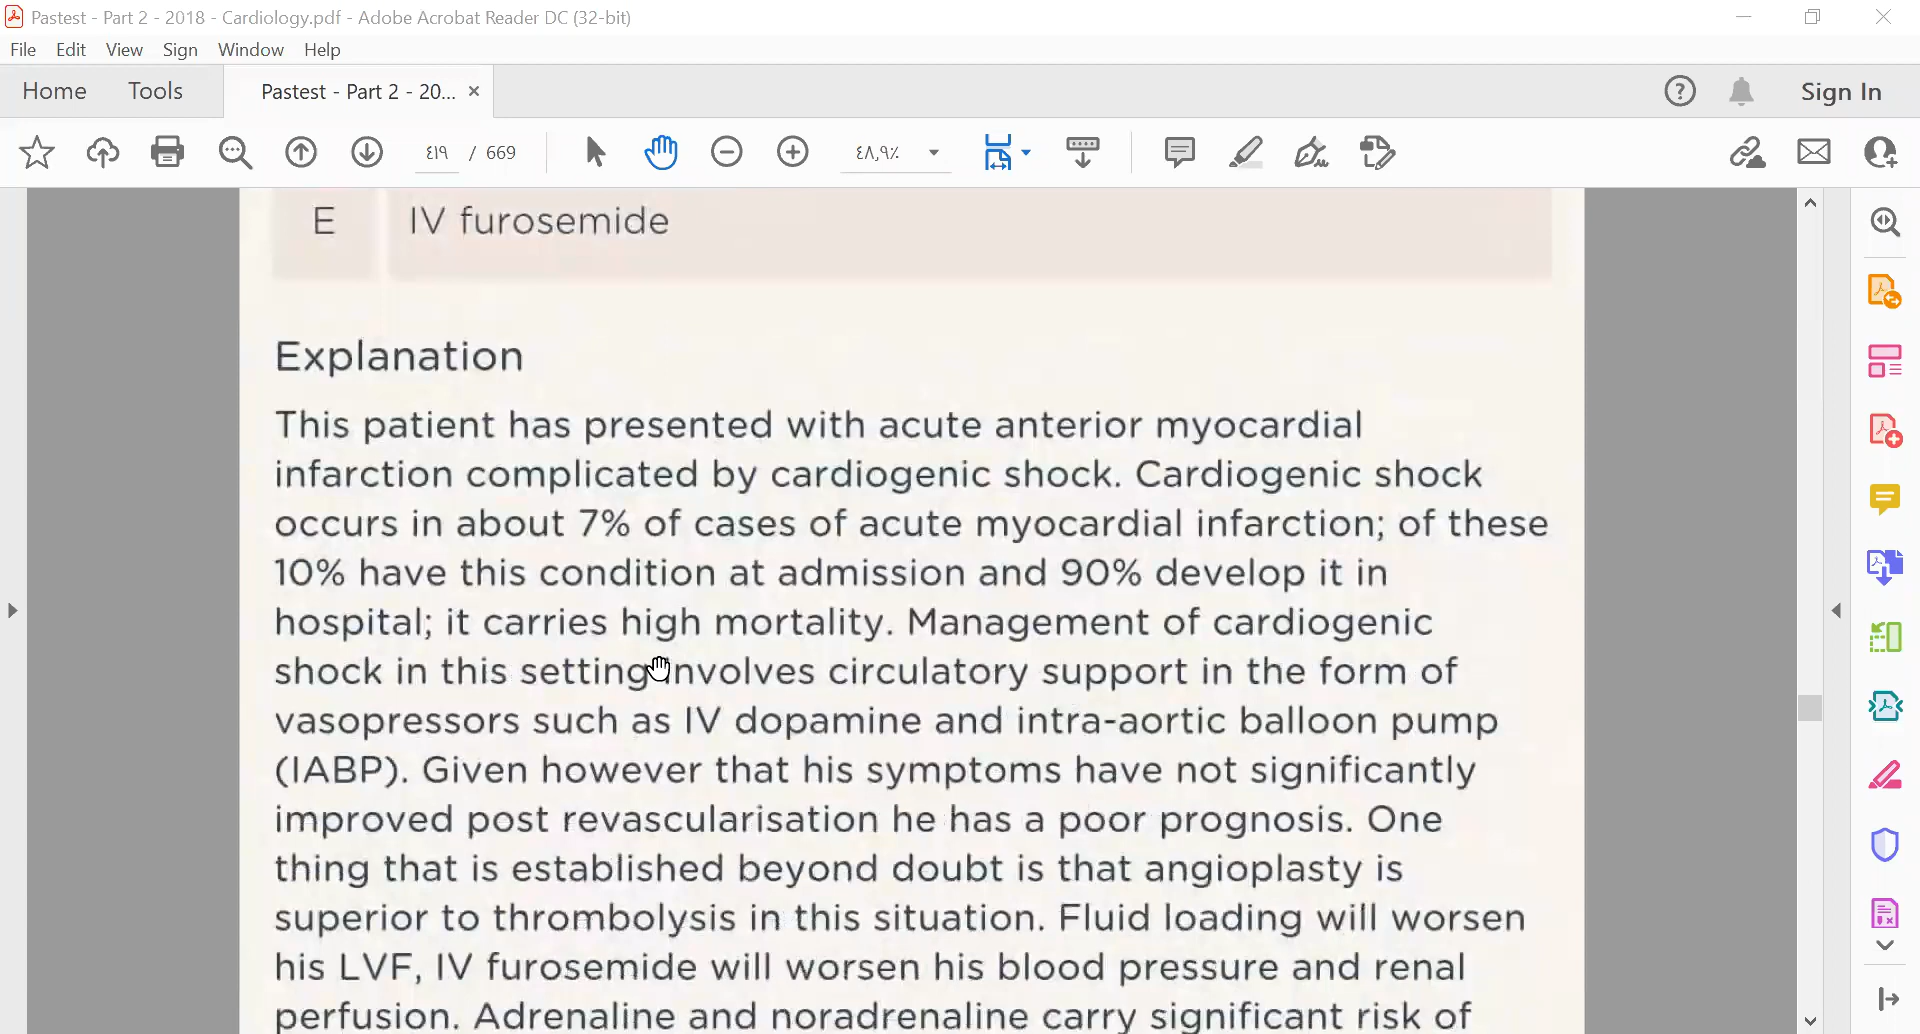 Pastest - Part 2 - 2018 - Cardiology.pdf - Adobe Acrobat Reader DC (32-bit)
File Edit View Sign Window Help
Home Tools Pastest - Part 2 - 20... × Sign In
٤١٩ / 669 ٤٨,٩٪
E IV furosemide
Explanation
This patient has presented with acute anterior myocardial
infarction complicated by cardiogenic shock. Cardiogenic shock
occurs in about 7% of cases of acute myocardial infarction; of these
10% have this condition at admission and 90% develop it in
hospital; it carries high mortality. Management of cardiogenic
shock in this setting involves circulatory support in the form of
vasopressors such as IV dopamine and intra-aortic balloon pump
(IABP). Given however that his symptoms have not significantly
improved post revascularisation he has a poor prognosis. One
thing that is established beyond doubt is that angioplasty is
superior to thrombolysis in this situation. Fluid loading will worsen
his LVF, IV furosemide will worsen his blood pressure and renal
perfusion. Adrenaline and noradrenaline carry significant risk of